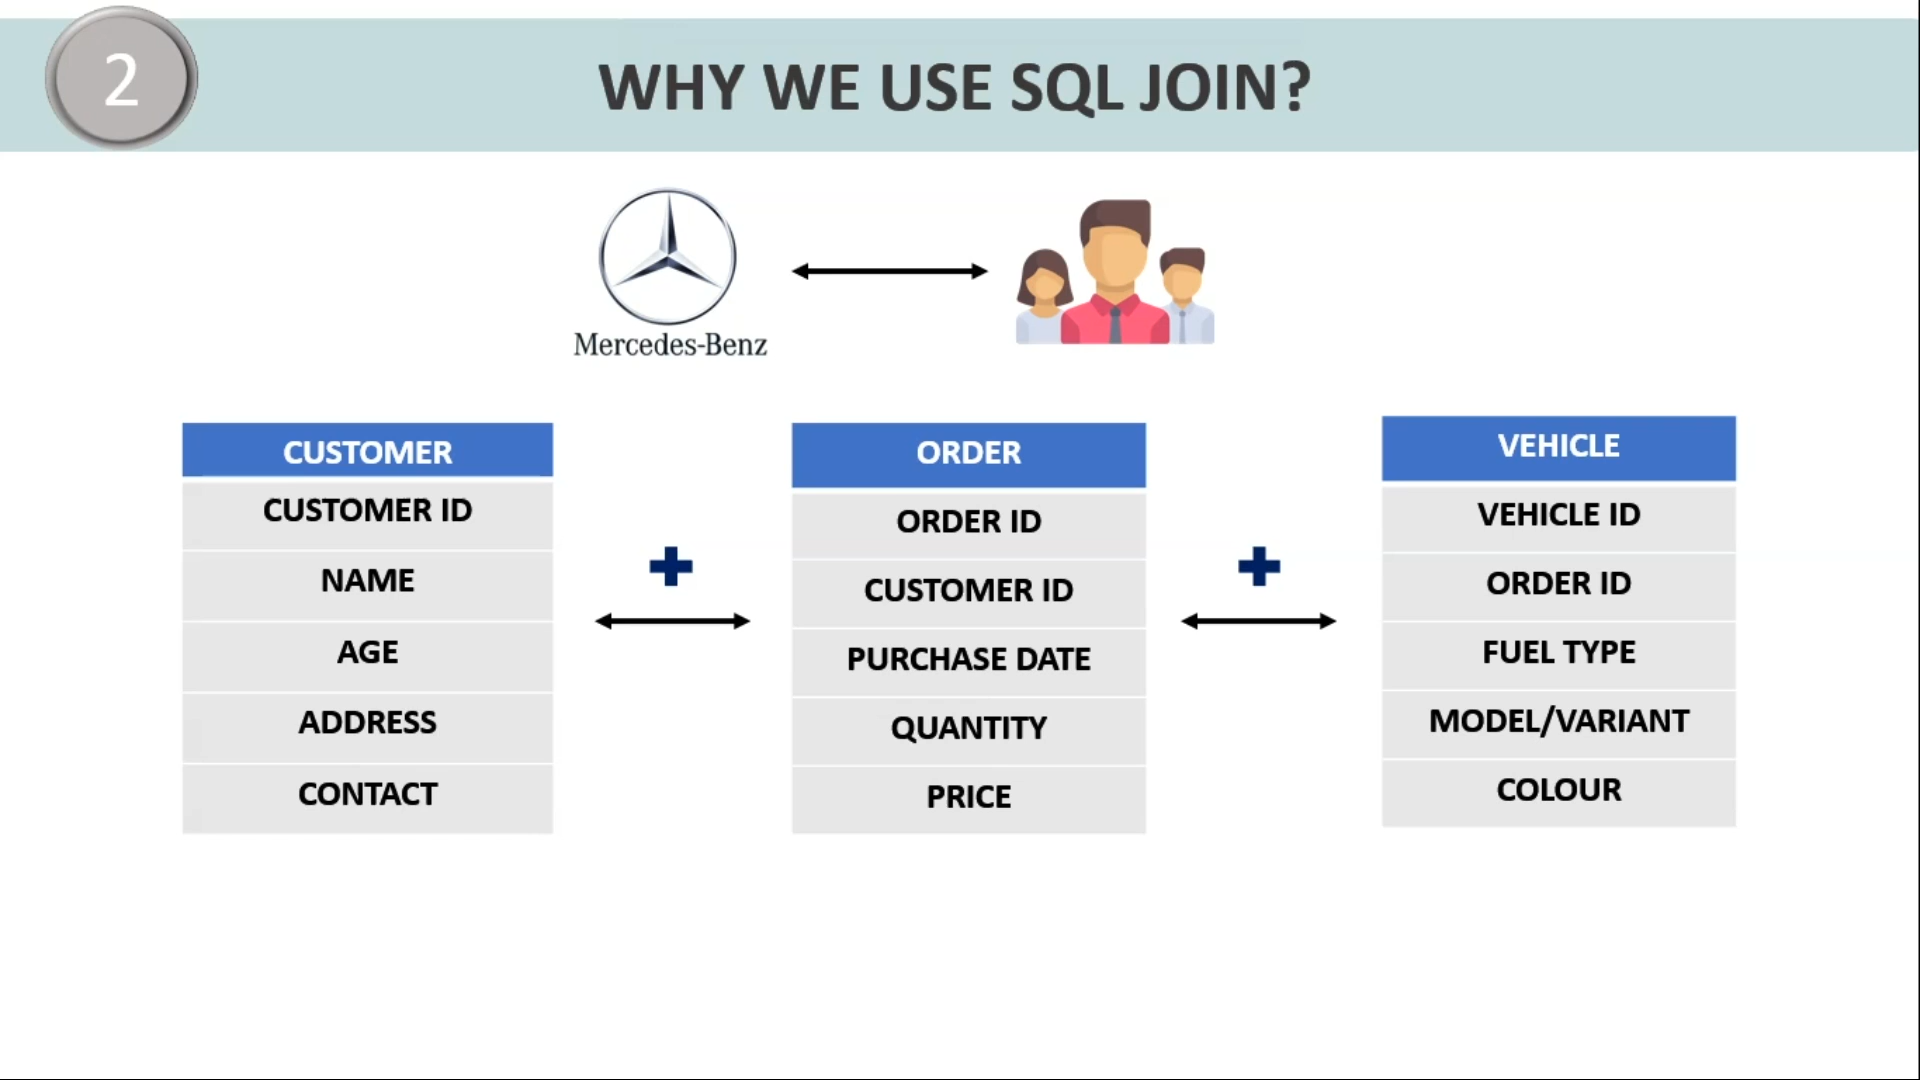 2
WHY WE USE SQL JOIN?
Mercedes-Benz
CUSTOMER
CUSTOMER ID
NAME
AGE
ADDRESS
CONTACT
ORDER
ORDER ID
CUSTOMER ID
PURCHASE DATE
QUANTITY
PRICE
VEHICLE
VEHICLE ID
ORDER ID
FUEL TYPE
MODEL/VARIANT
COLOUR